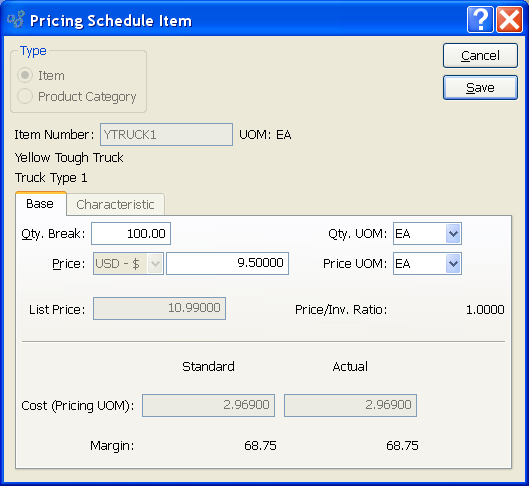 Pricing Schedule Item
Type
Item
Product Category
Cancel
Save
Item Number: YTRUCK1 UOM: EA
Yellow Tough Truck
Truck Type 1
Base Characteristic
Qty. Break: 100.00 Qty. UOM: EA
Price: USD - $ 9.50000 Price UOM: EA
List Price: 10.99000 Price/Inv. Ratio: 1.0000
Standard Actual
Cost (Pricing UOM): 2.96900 2.96900
Margin: 68.75 68.75